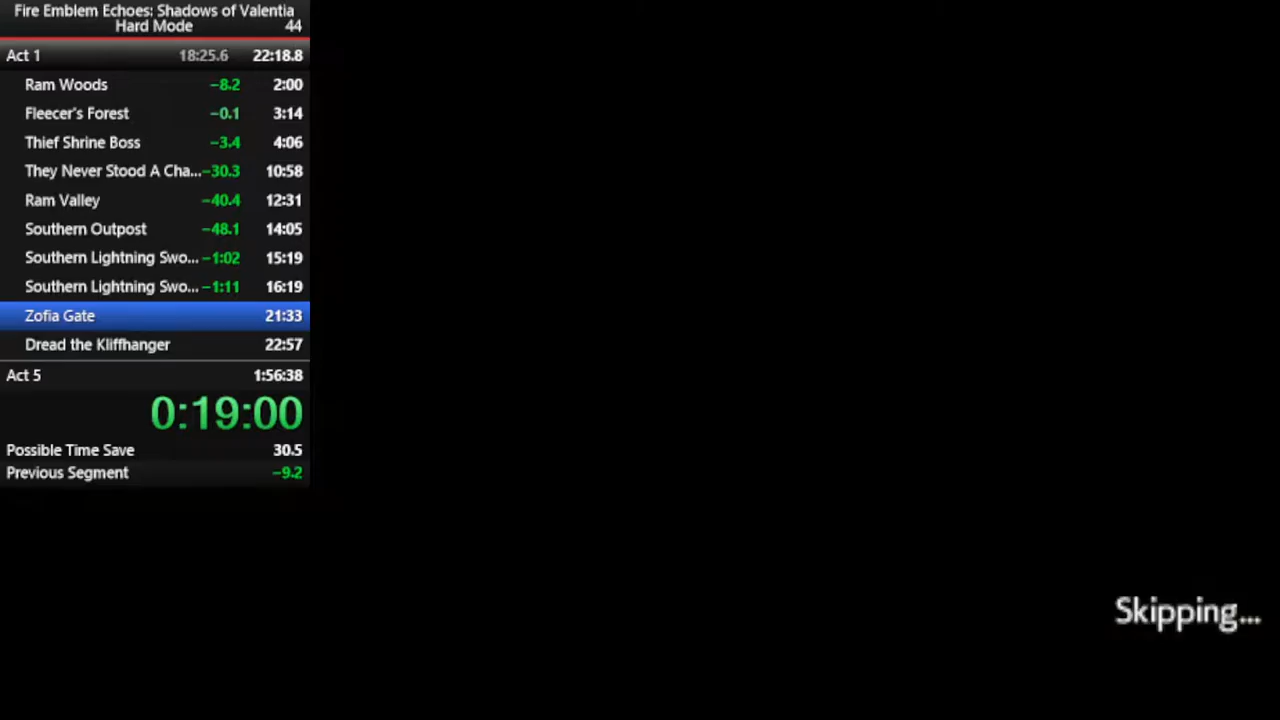 Fire Emblem Echoes: Shadows of Valentia
Hard Mode 44
Act 1 18:25.6 22:18.8
Ram Woods -8.2 2:00
Fleecer's Forest -0.1 3:14
Thief Shrine Boss -3.4 4:06
They Never Stood A Cha... -30.3 10:58
Ram Valley -40.4 12:31
Southern Outpost -48.1 14:05
Southern Lightning Swo... -1:02 15:19
Southern Lightning Swo... -1:11 16:19
Zofia Gate 21:33
Dread the Kliffhanger 22:57
Act 5 1:56:38
0:19:00
Possible Time Save 30.5
Previous Segment -9.2
Skipping...